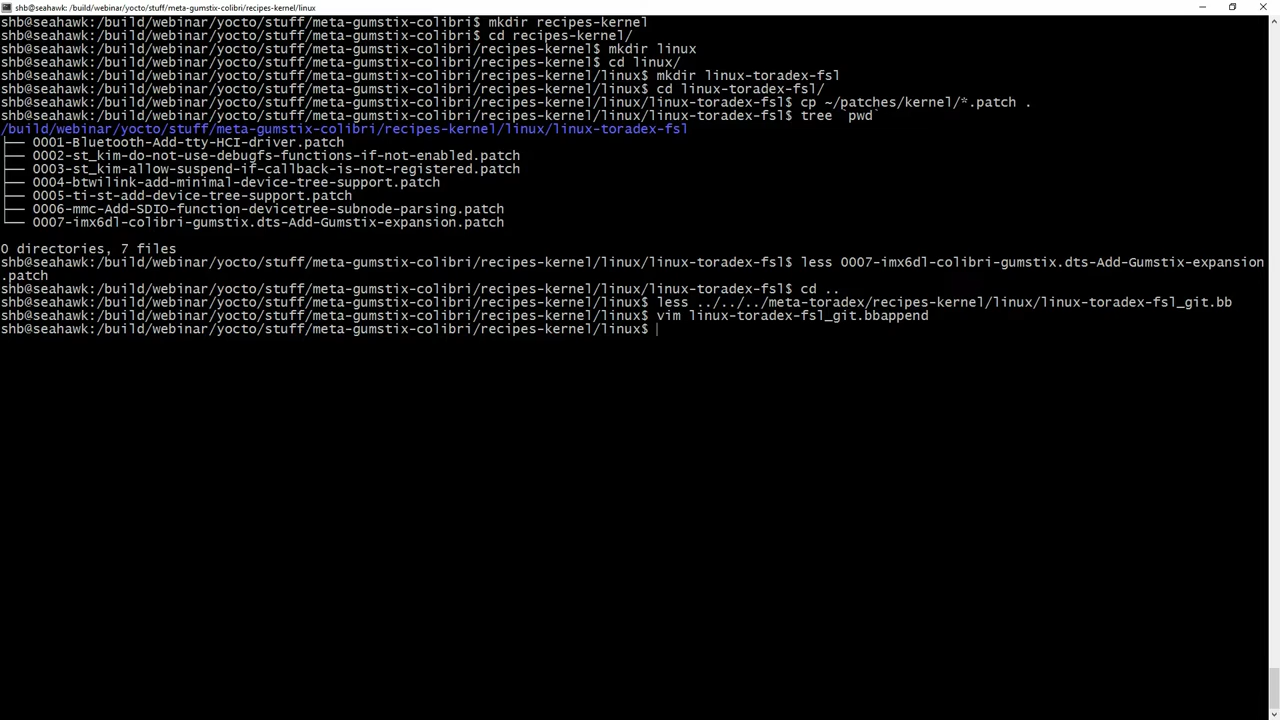 shb@seahawk: /build/webinar/yocto/stuff/meta-gumstix-colibri/recipes-kernel/linux
shb@seahawk:/build/webinar/yocto/stuff/meta-gumstix-colibri$ mkdir recipes-kernel
shb@seahawk:/build/webinar/yocto/stuff/meta-gumstix-colibri$ cd recipes-kernel/
shb@seahawk:/build/webinar/yocto/stuff/meta-gumstix-colibri/recipes-kernel$ mkdir linux
shb@seahawk:/build/webinar/yocto/stuff/meta-gumstix-colibri/recipes-kernel$ cd linux/
shb@seahawk:/build/webinar/yocto/stuff/meta-gumstix-colibri/recipes-kernel/linux$ mkdir linux-toradex-fsl
shb@seahawk:/build/webinar/yocto/stuff/meta-gumstix-colibri/recipes-kernel/linux$ cd linux-toradex-fsl/
shb@seahawk:/build/webinar/yocto/stuff/meta-gumstix-colibri/recipes-kernel/linux/linux-toradex-fsl$ cp ~/patches/kernel/*.patch .
shb@seahawk:/build/webinar/yocto/stuff/meta-gumstix-colibri/recipes-kernel/linux/linux-toradex-fsl$ tree `pwd`
/build/webinar/yocto/stuff/meta-gumstix-colibri/recipes-kernel/linux/linux-toradex-fsl
├── 0001-Bluetooth-Add-tty-HCI-driver.patch
├── 0002-st_kim-do-not-use-debugfs-functions-if-not-enabled.patch
├── 0003-st_kim-allow-suspend-if-callback-is-not-registered.patch
├── 0004-btwilink-add-minimal-device-tree-support.patch
├── 0005-ti-st-add-device-tree-support.patch
├── 0006-mmc-Add-SDIO-function-devicetree-subnode-parsing.patch
└── 0007-imx6dl-colibri-gumstix.dts-Add-Gumstix-expansion.patch
0 directories, 7 files
shb@seahawk:/build/webinar/yocto/stuff/meta-gumstix-colibri/recipes-kernel/linux/linux-toradex-fsl$ less 0007-imx6dl-colibri-gumstix.dts-Add-Gumstix-expansion
.patch
shb@seahawk:/build/webinar/yocto/stuff/meta-gumstix-colibri/recipes-kernel/linux/linux-toradex-fsl$ cd ..
shb@seahawk:/build/webinar/yocto/stuff/meta-gumstix-colibri/recipes-kernel/linux$ less ../../../meta-toradex/recipes-kernel/linux/linux-toradex-fsl_git.bb
shb@seahawk:/build/webinar/yocto/stuff/meta-gumstix-colibri/recipes-kernel/linux$ vim linux-toradex-fsl_git.bbappend
shb@seahawk:/build/webinar/yocto/stuff/meta-gumstix-colibri/recipes-kernel/linux$